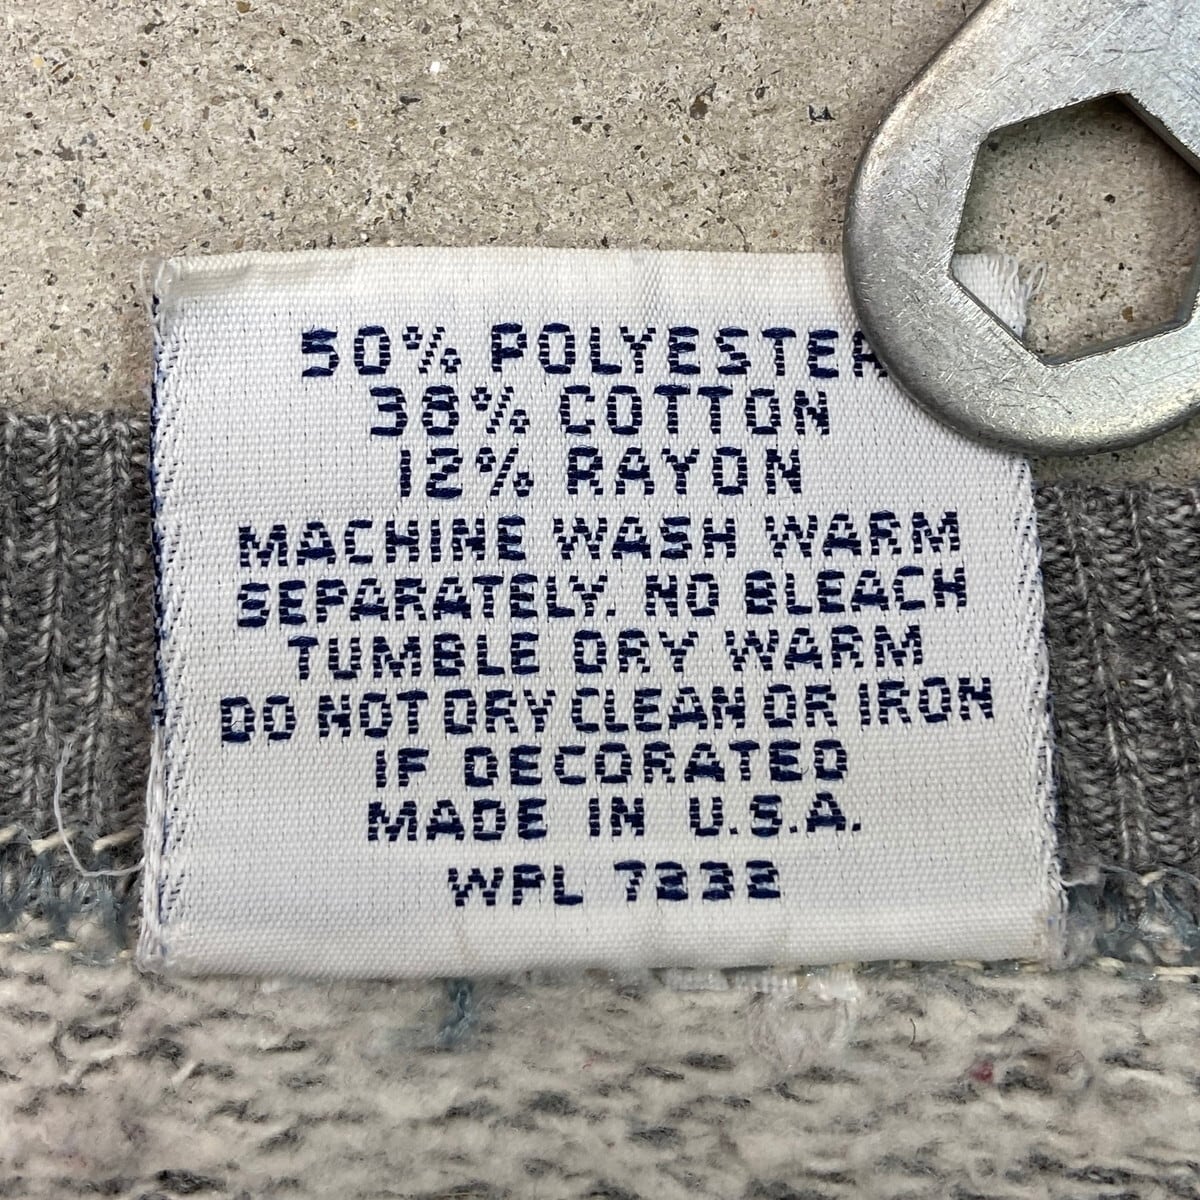 50% POLYESTER
38% COTTON
12% RAYON
MACHINE WASH WARM
SEPARATELY. NO BLEACH
TUMBLE DRY WARM
DO NOT DRY CLEAN OR IRON
IF DECORATED
MADE IN U.S.A.
WPL 7232